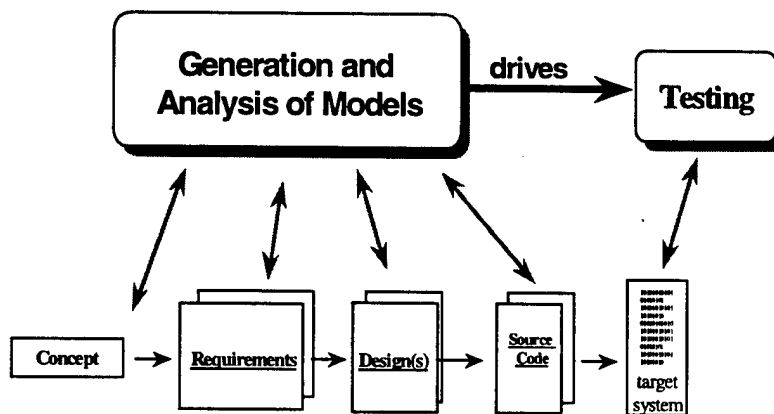 Generation and
Analysis of Models
drives
Testing
Concept
Requirements
Design(s)
Source
Code
target
system